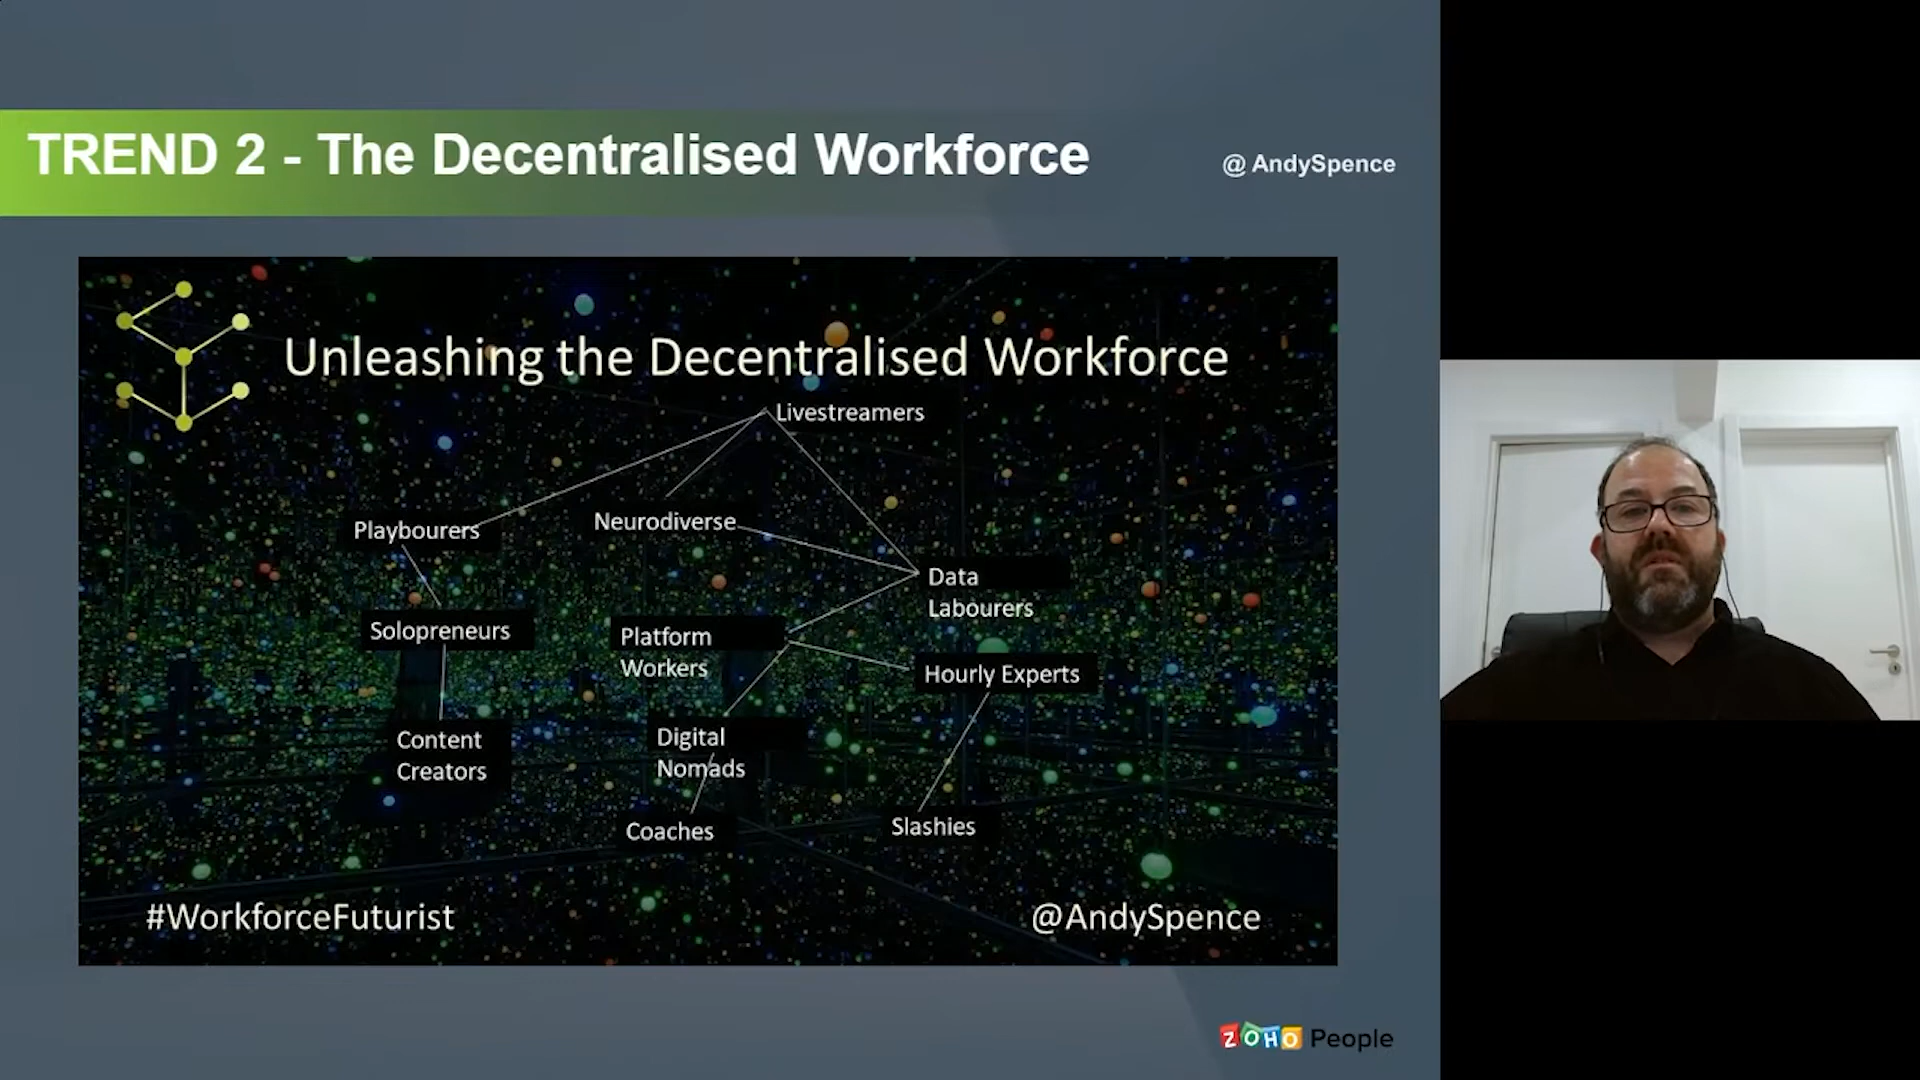 TREND 2 - The Decentralised Workforce
@ AndySpence
Unleashing the Decentralised Workforce
Livestreamers
Playbourers
Neurodiverse
Data
Labourers
Solopreneurs
Platform
Workers
Hourly Experts
Content
Creators
Digital
Nomads
Coaches
Slashies
#WorkforceFuturist
@AndySpence
ZOHO People